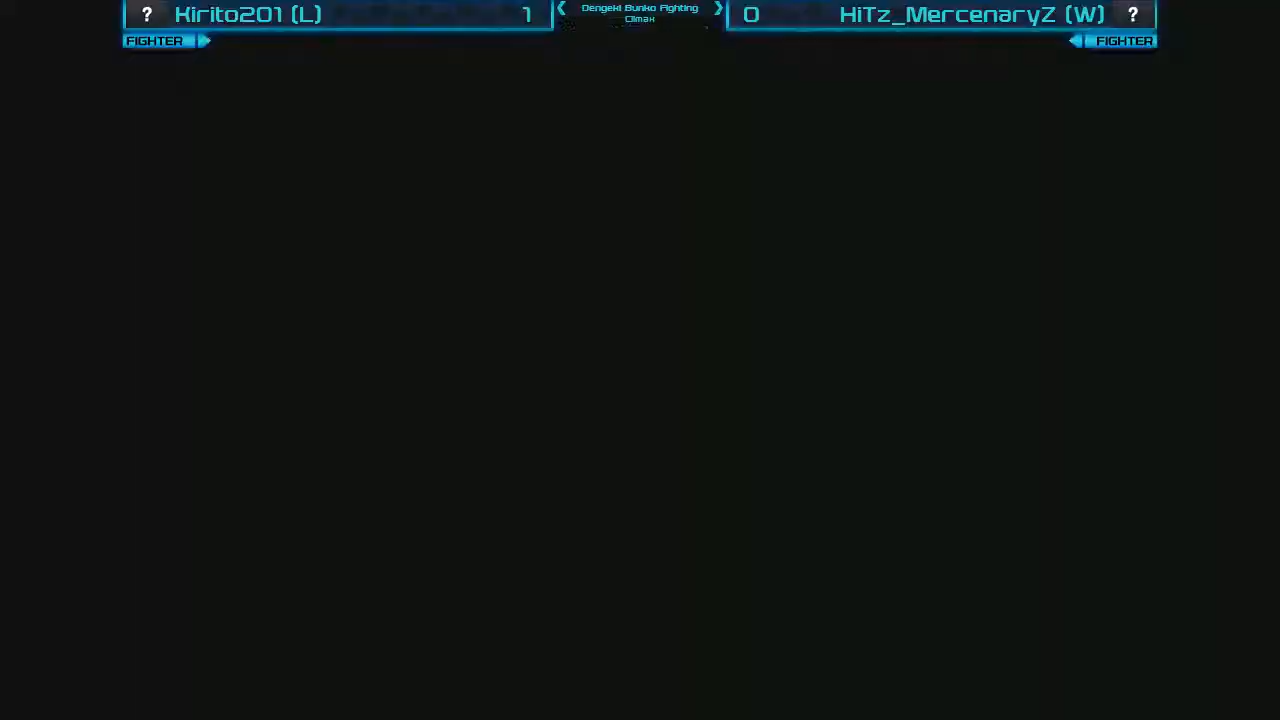 ? Kirito201 (L) 1
Dengeki Bunko Fighting
Climax
0 HiTz_MercenaryZ (W) ?
FIGHTER
FIGHTER